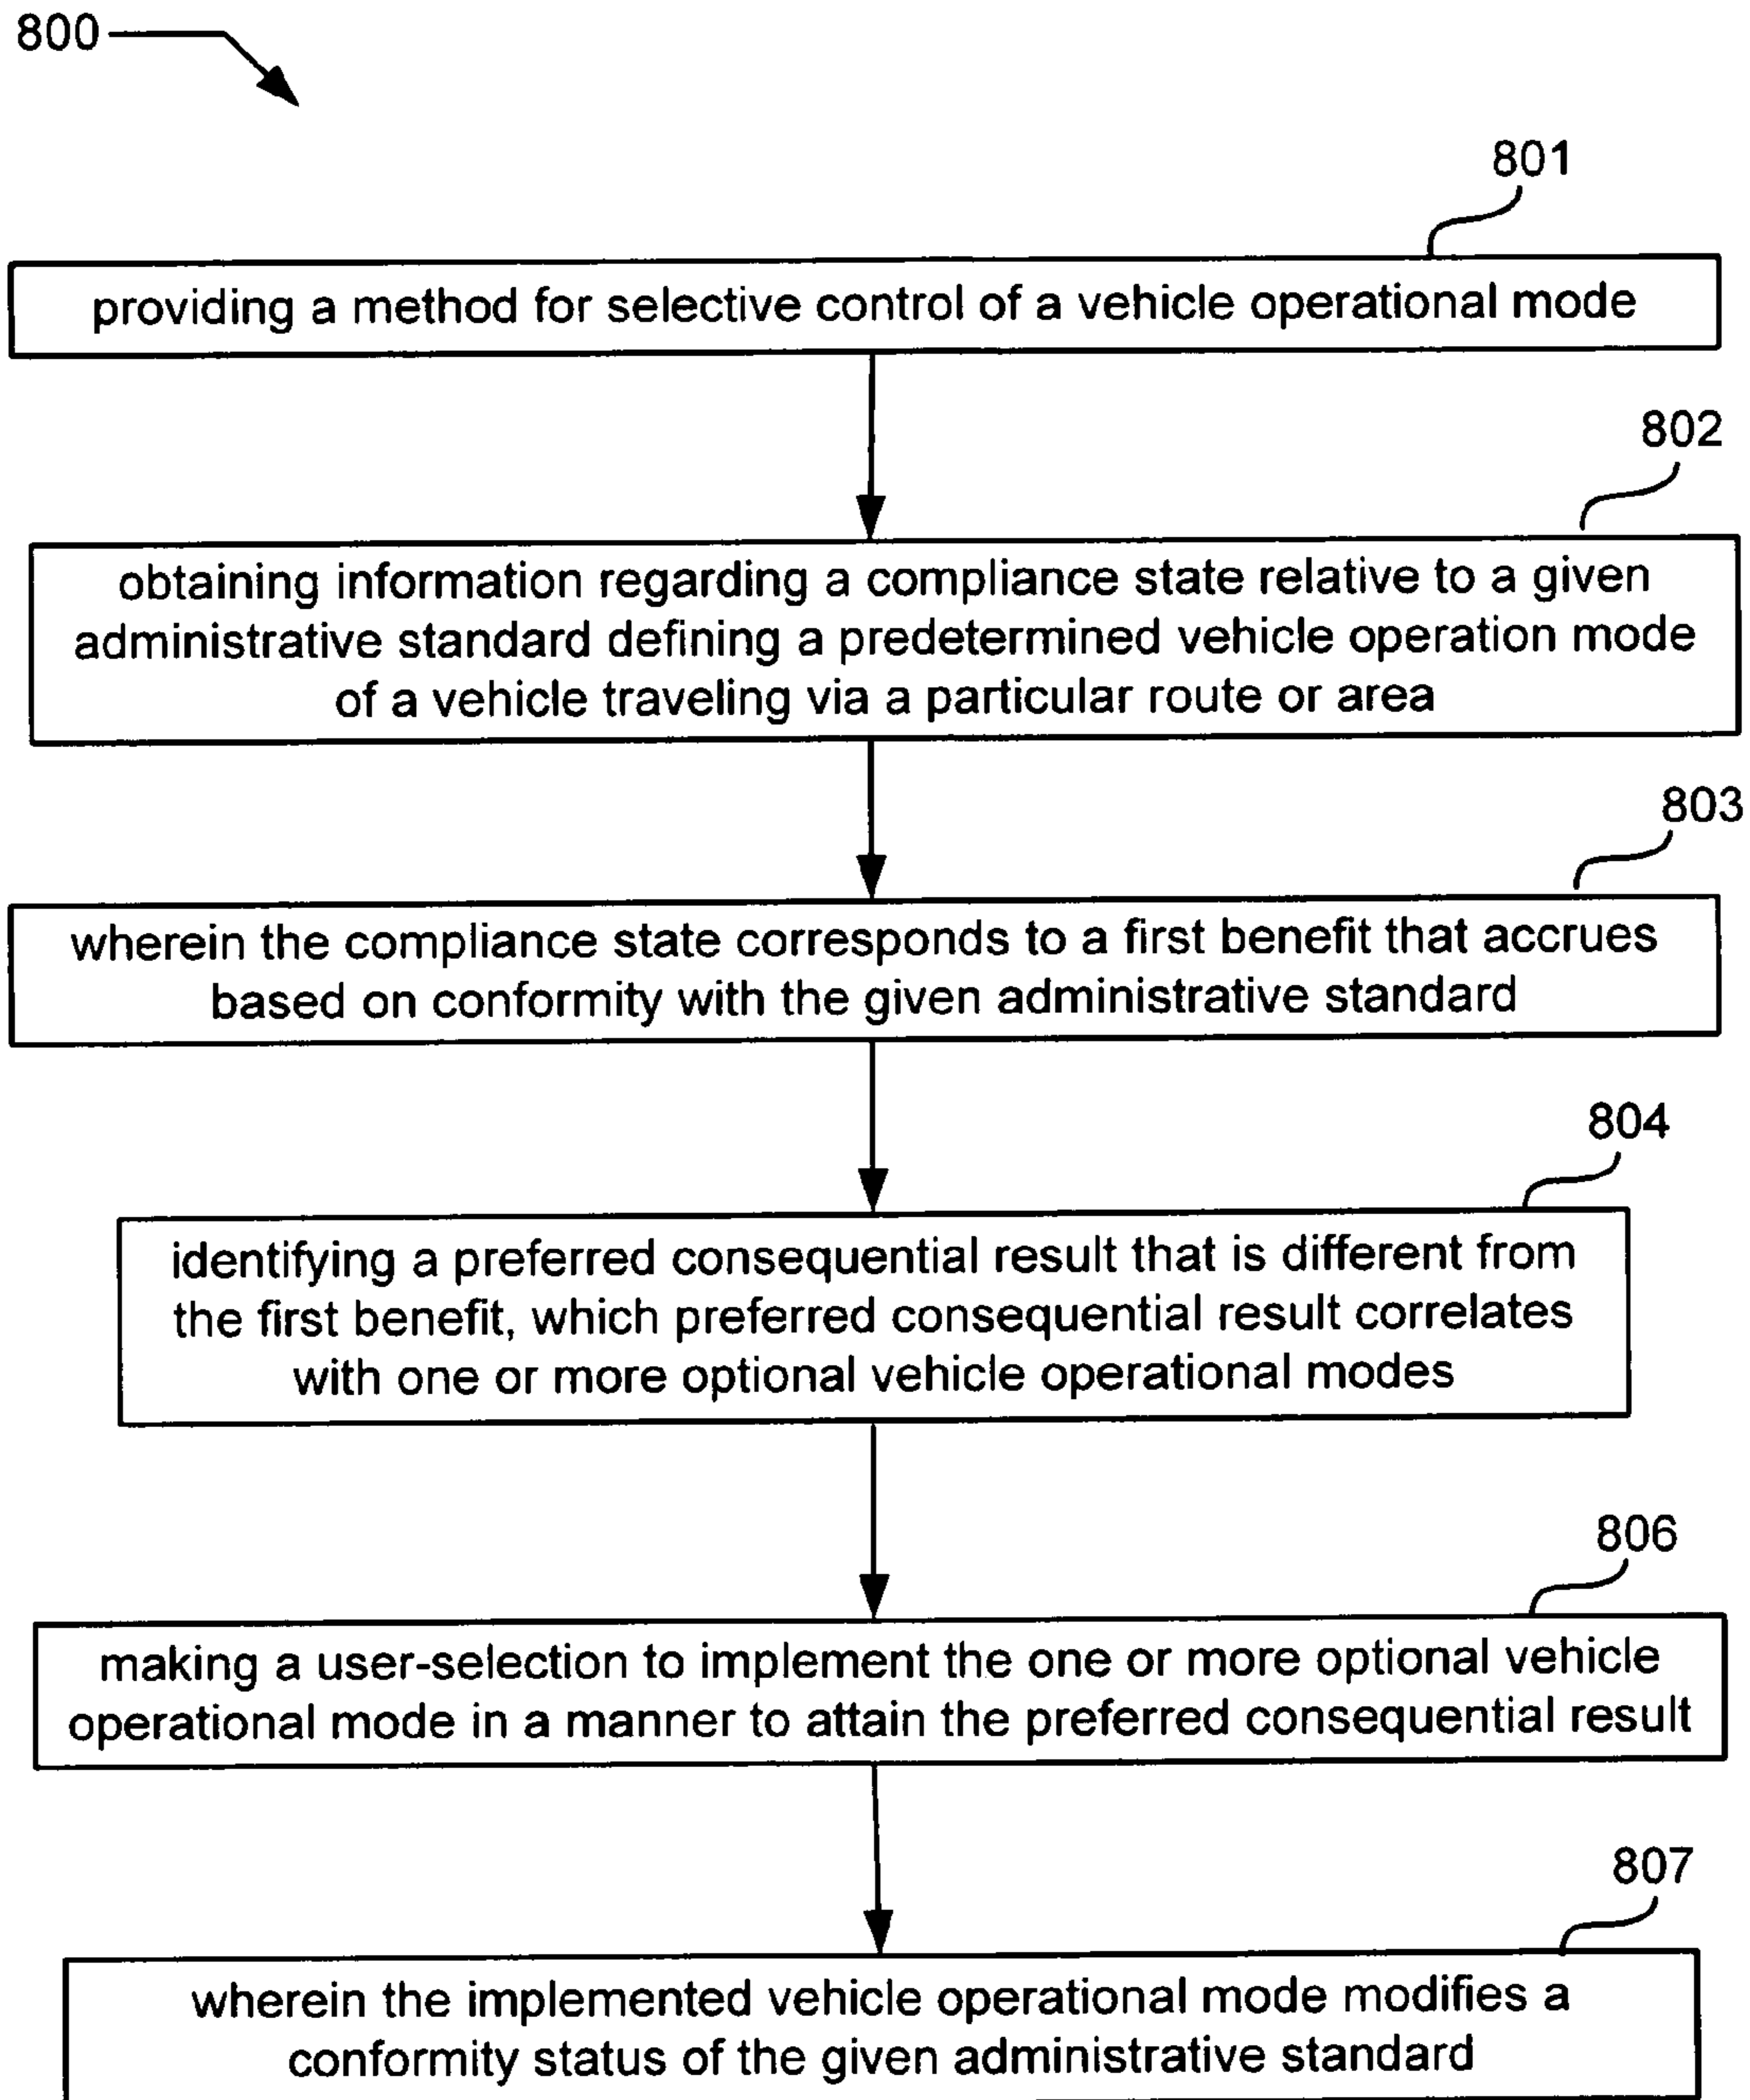 800
801
providing a method for selective control of a vehicle operational mode
802
obtaining information regarding a compliance state relative to a given
administrative standard defining a predetermined vehicle operation mode
of a vehicle traveling via a particular route or area
803
wherein the compliance state corresponds to a first benefit that accrues
based on conformity with the given administrative standard
804
identifying a preferred consequential result that is different from
the first benefit, which preferred consequential result correlates
with one or more optional vehicle operational modes
806
making a user-selection to implement the one or more optional vehicle
operational mode in a manner to attain the preferred consequential result
807
wherein the implemented vehicle operational mode modifies a
conformity status of the given administrative standard